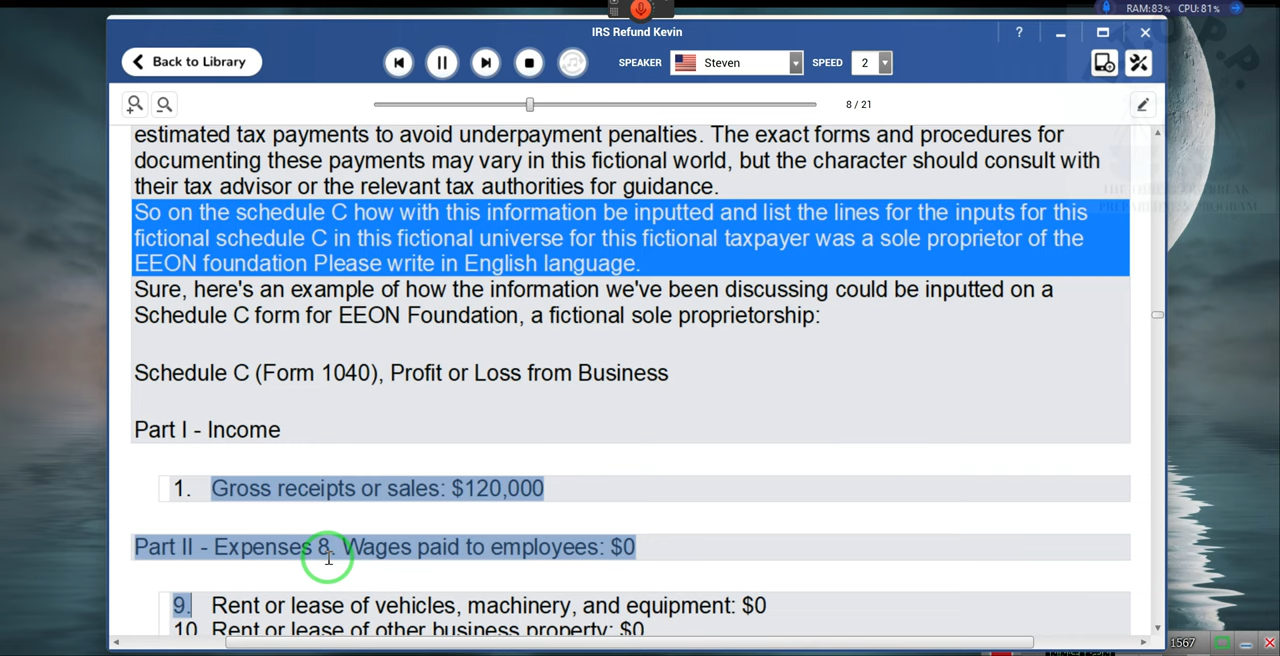 RAM:83% CPU:81%
IRS Refund Kevin
?
Back to Library
SPEAKER Steven SPEED 2
8 / 21
estimated tax payments to avoid underpayment penalties. The exact forms and procedures for
documenting these payments may vary in this fictional world, but the character should consult with
their tax advisor or the relevant tax authorities for guidance.
So on the schedule C how with this information be inputted and list the lines for the inputs for this
fictional schedule C in this fictional universe for this fictional taxpayer was a sole proprietor of the
EEON foundation Please write in English language.
Sure, here's an example of how the information we've been discussing could be inputted on a
Schedule C form for EEON Foundation, a fictional sole proprietorship:
Schedule C (Form 1040), Profit or Loss from Business
Part I - Income
1. Gross receipts or sales: $120,000
Part II - Expenses 8. Wages paid to employees: $0
9. Rent or lease of vehicles, machinery, and equipment: $0
10. Rent or lease of other business property: $0
1567